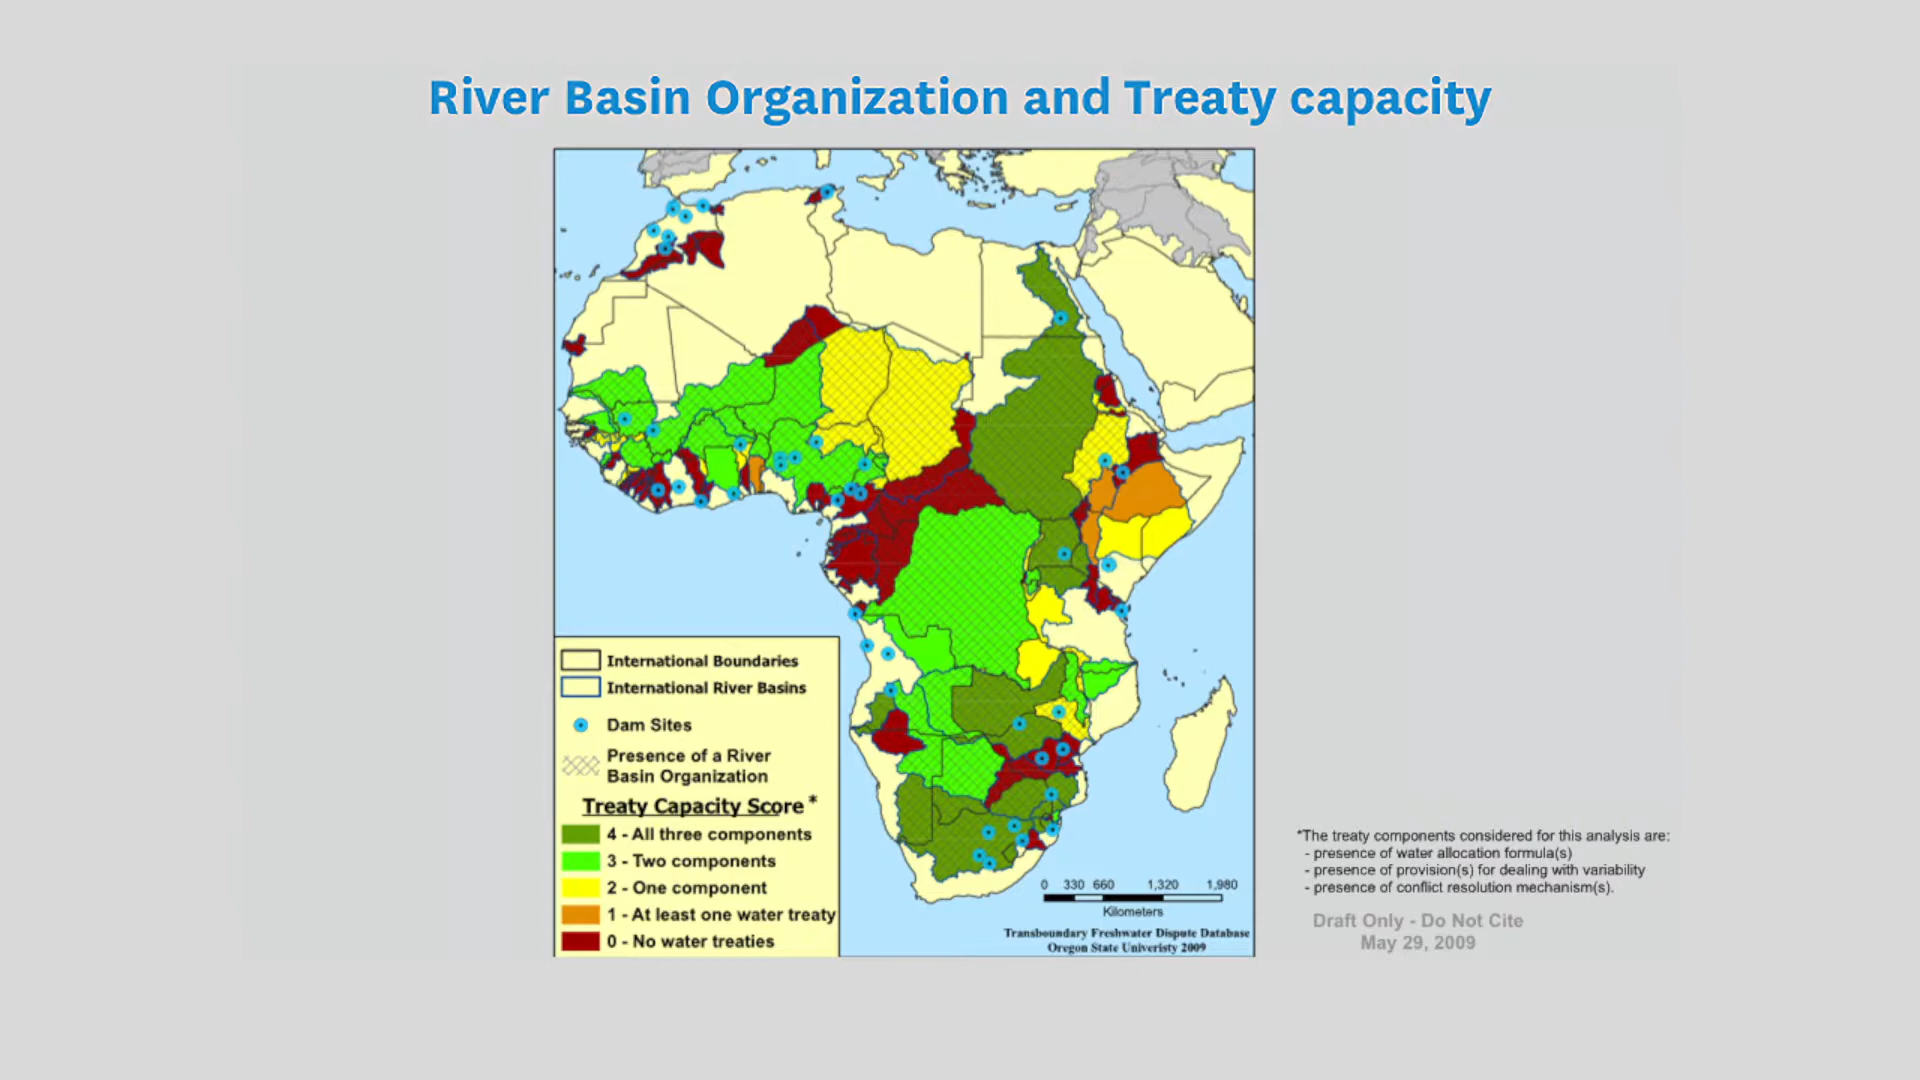 River Basin Organization and Treaty capacity
International Boundaries
International River Basins
Dam Sites
Presence of a River
Basin Organization
Treaty Capacity Score *
4 - All three components
3 - Two components
2 - One component
1 - At least one water treaty
0 - No water treaties
0 330 660 1,320 1,980
Kilometers
Transboundary Freshwater Dispute Database
Oregon State Univeristy 2009
*The treaty components considered for this analysis are:
- presence of water allocation formula(s)
- presence of provision(s) for dealing with variability
- presence of conflict resolution mechanism(s).
Draft Only - Do Not Cite
May 29, 2009